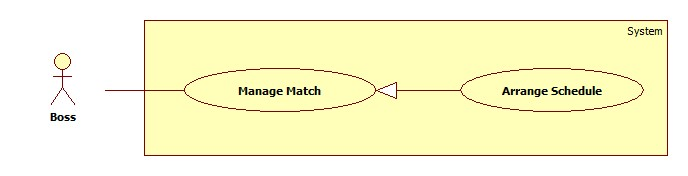 System
Manage Match
Arrange Schedule
Boss